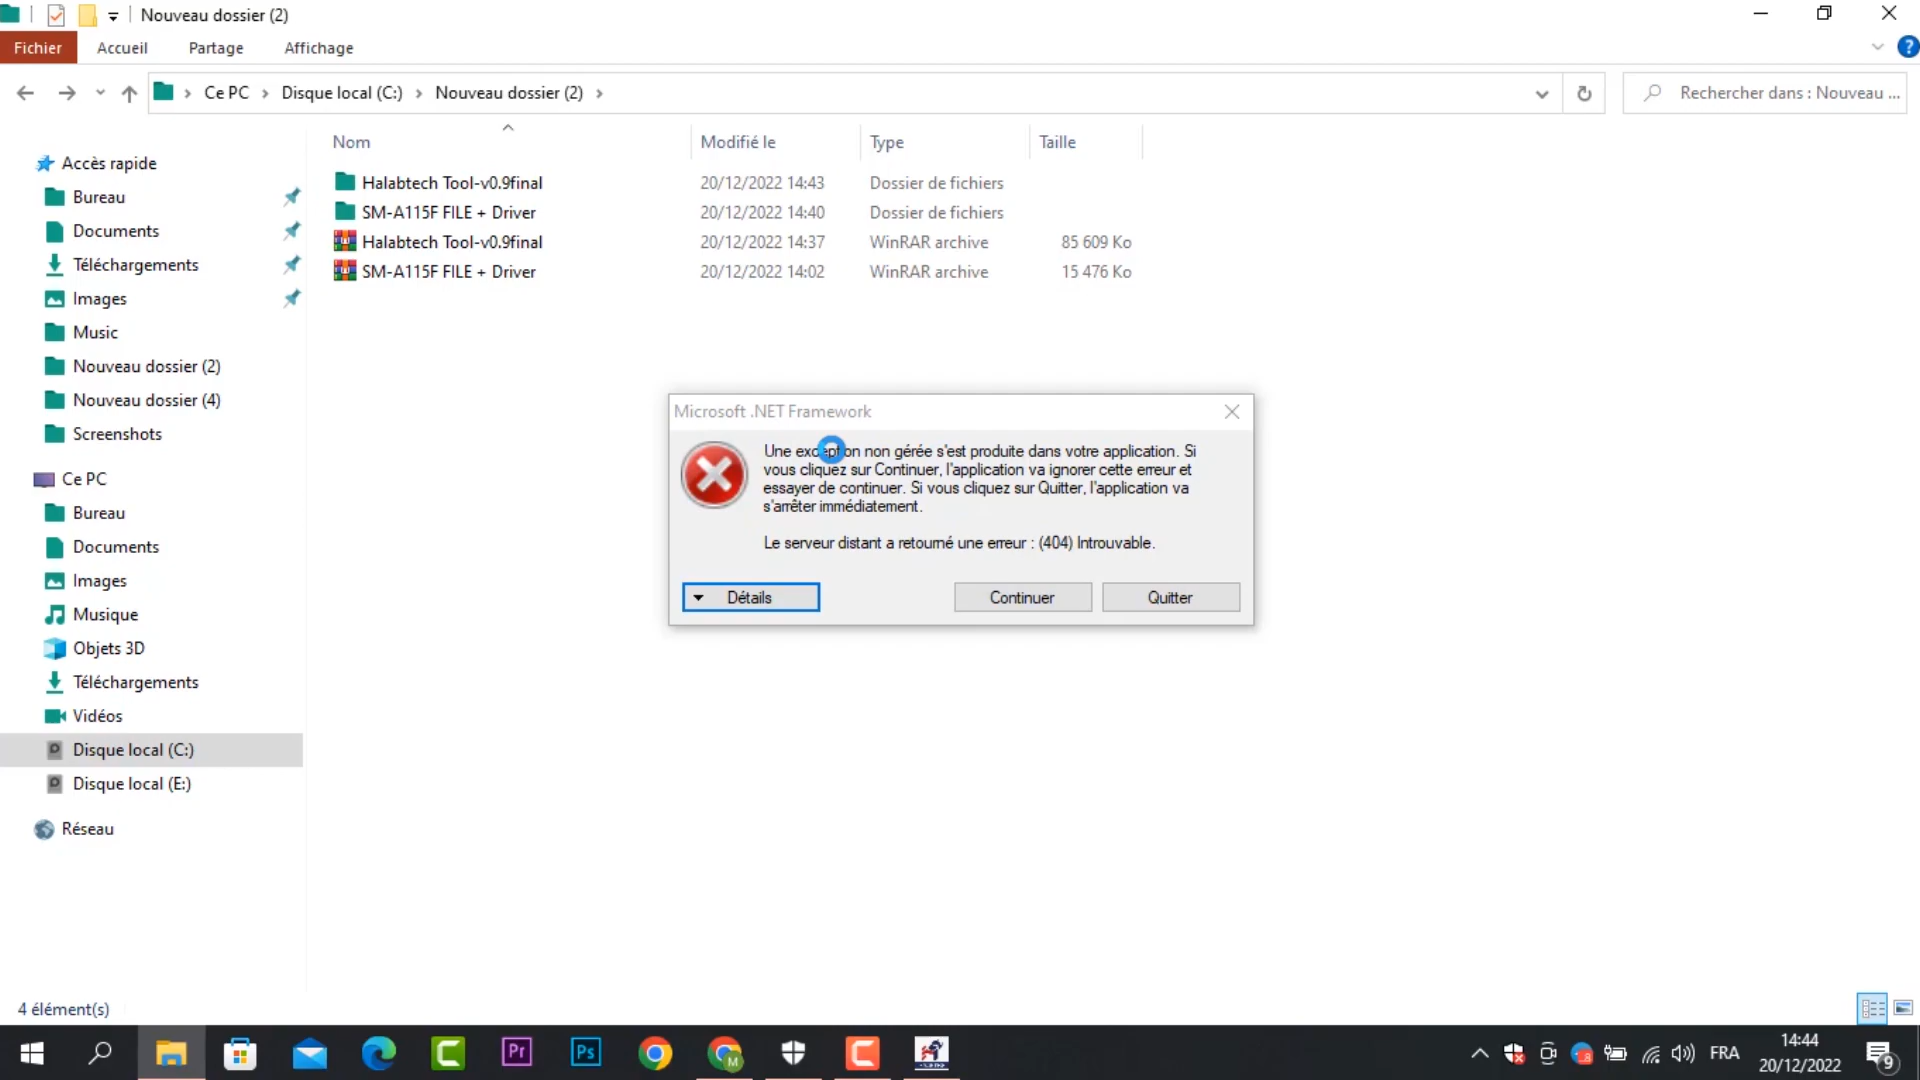 Nouveau dossier (2)
Fichier Accueil Partage Affichage
Ce PC Disque local (C:) Nouveau dossier (2) Rechercher dans : Nouveau ...
Nom Modifié le Type Taille
Accès rapide
Bureau
Documents
Téléchargements
Images
Music
Nouveau dossier (2)
Nouveau dossier (4)
Screenshots
Ce PC
Bureau
Documents
Images
Musique
Objets 3D
Téléchargements
Vidéos
Disque local (C:)
Disque local (E:)
Réseau
Halabtech Tool-v0.9final 20/12/2022 14:43 Dossier de fichiers
SM-A115F FILE + Driver 20/12/2022 14:40 Dossier de fichiers
Halabtech Tool-v0.9final 20/12/2022 14:37 WinRAR archive 85 609 Ko
SM-A115F FILE + Driver 20/12/2022 14:02 WinRAR archive 15 476 Ko
Microsoft .NET Framework
Une exception non gérée s'est produite dans votre application. Si
vous cliquez sur Continuer, l'application va ignorer cette erreur et
essayer de continuer. Si vous cliquez sur Quitter, l'application va
s'arrêter immédiatement.
Le serveur distant a retourné une erreur : (404) Introuvable.
Détails Continuer Quitter
4 élément(s)
Pr Ps M FRA 14:44
20/12/2022 9